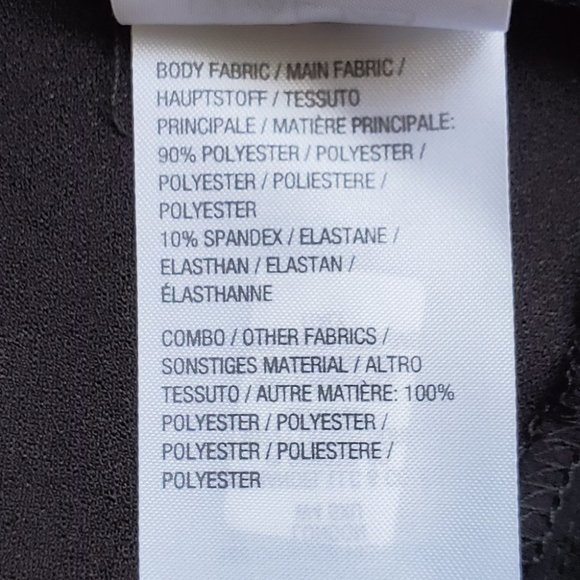 BODY FABRIC / MAIN FABRIC /
HAUPTSTOFF / TESSUTO
PRINCIPALE / MATIÈRE PRINCIPALE:
90% POLYESTER / POLYESTER /
POLYESTER / POLIESTERE /
POLYESTER
10% SPANDEX / ELASTANE /
ELASTHAN / ELASTAN /
ÉLASTHANNE
COMBO / OTHER FABRICS /
SONSTIGES MATERIAL / ALTRO
TESSUTO / AUTRE MATIÈRE: 100%
POLYESTER / POLYESTER /
POLYESTER / POLIESTERE /
POLYESTER